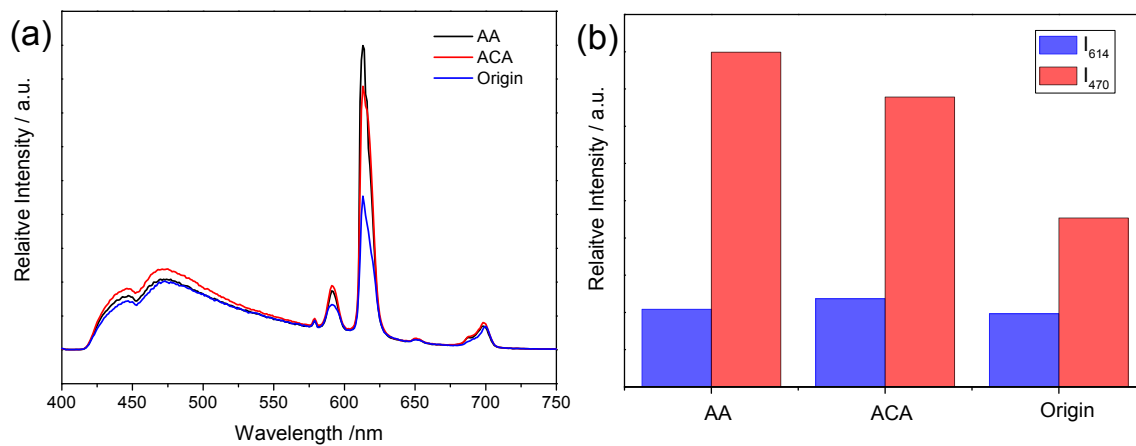 (a)
AA
ACA
Origin
Relaitve Intensity / a.u.
400 450 500 550 600 650 700 750
Wavelength /nm
(b)
I614
I470
Relaitve Intensity / a.u.
AA ACA Origin